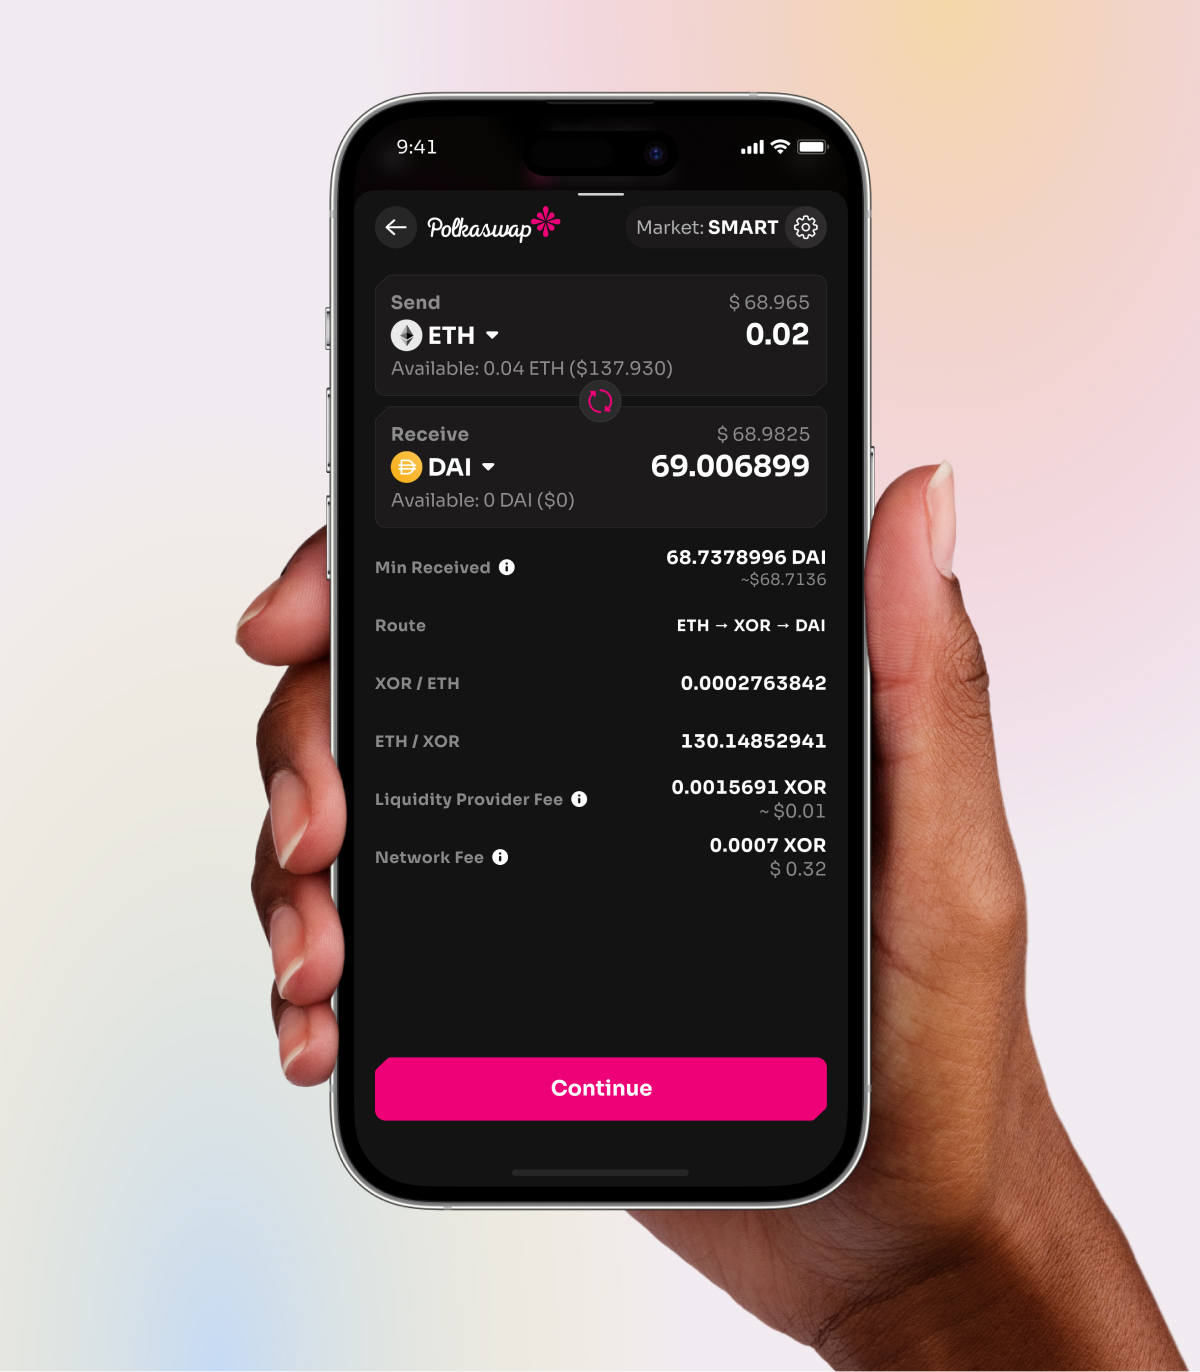 9:41
Polkaswap
Market: SMART
Send $ 68.965
ETH 0.02
Available: 0.04 ETH ($137.930)
Receive $ 68.9825
DAI 69.006899
Available: 0 DAI ($0)
Min Received 68.7378996 DAI
~$68.7136
Route ETH → XOR → DAI
XOR / ETH 0.0002763842
ETH / XOR 130.14852941
Liquidity Provider Fee 0.0015691 XOR
~ $0.01
Network Fee 0.0007 XOR
$ 0.32
Continue